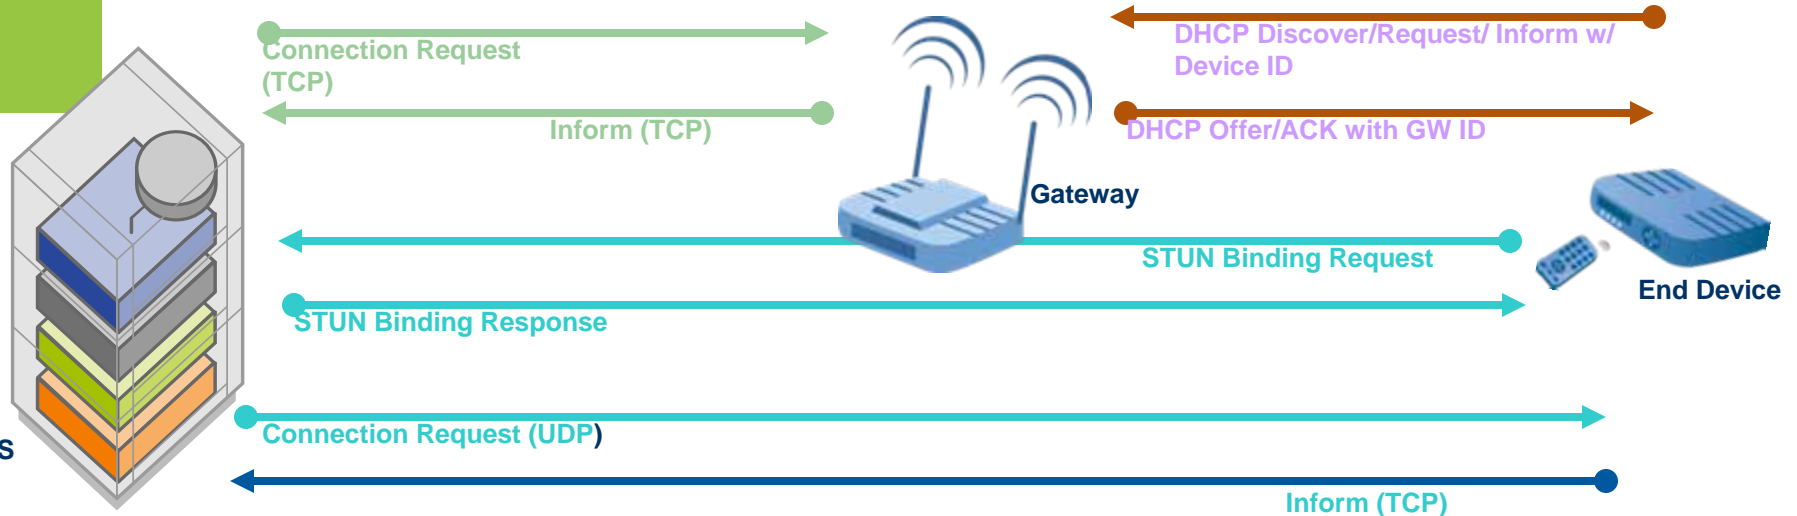 Connection Request
(TCP)
DHCP Discover/Request/ Inform w/
Device ID
Inform (TCP)
DHCP Offer/ACK with GW ID
Gateway
STUN Binding Request
End Device
STUN Binding Response
Connection Request (UDP)
S
Inform (TCP)